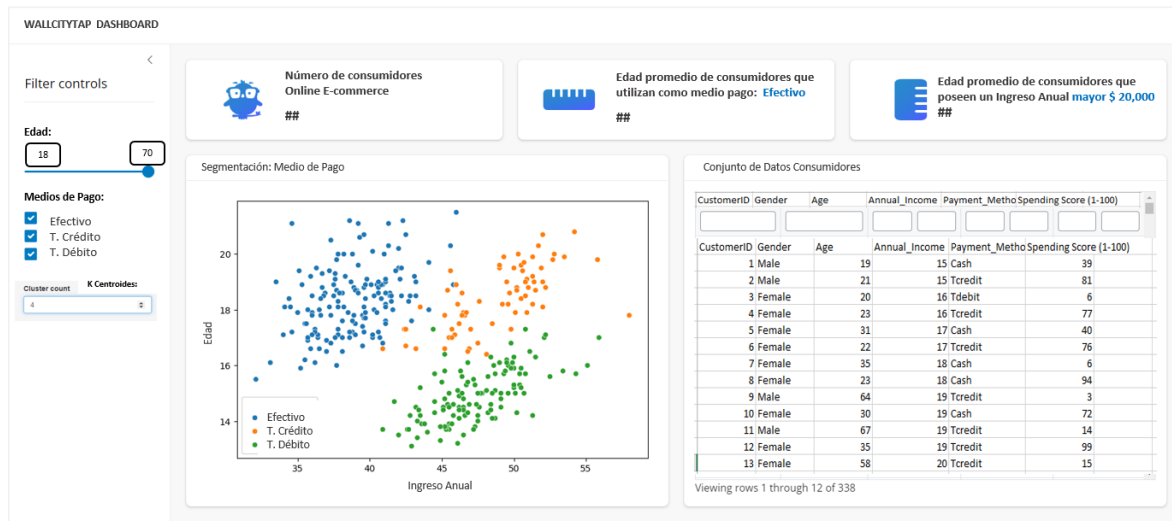 WALLCITYTAP DASHBOARD
Filter controls
Edad:
18
70
Medios de Pago:
Efectivo
T. Crédito
T. Débito
Cluster count
K Centroides:
4
Número de consumidores
Online E-commerce
##
Edad promedio de consumidores que
utilizan como medio pago: Efectivo
##
Edad promedio de consumidores que
poseen un Ingreso Anual mayor $ 20,000
##
Segmentación: Medio de Pago
20
18
16
14
Edad
Efectivo
T. Crédito
T. Débito
35 40 45 50 55
Ingreso Anual
Conjunto de Datos Consumidores
CustomerID Gender Age Annual_Income Payment_Metho Spending Score (1-100)
CustomerID Gender Age Annual_Income Payment_Metho Spending Score (1-100)
1 Male 19 15 Cash 39
2 Male 21 15 Tcredit 81
3 Female 20 16 Tdebit 6
4 Female 23 16 Tcredit 77
5 Female 31 17 Cash 40
6 Female 22 17 Tcredit 76
7 Female 35 18 Cash 6
8 Female 23 18 Cash 94
9 Male 64 19 Tcredit 3
10 Female 30 19 Cash 72
11 Male 67 19 Tcredit 14
12 Female 35 19 Tcredit 99
13 Female 58 20 Tcredit 15
Viewing rows 1 through 12 of 338